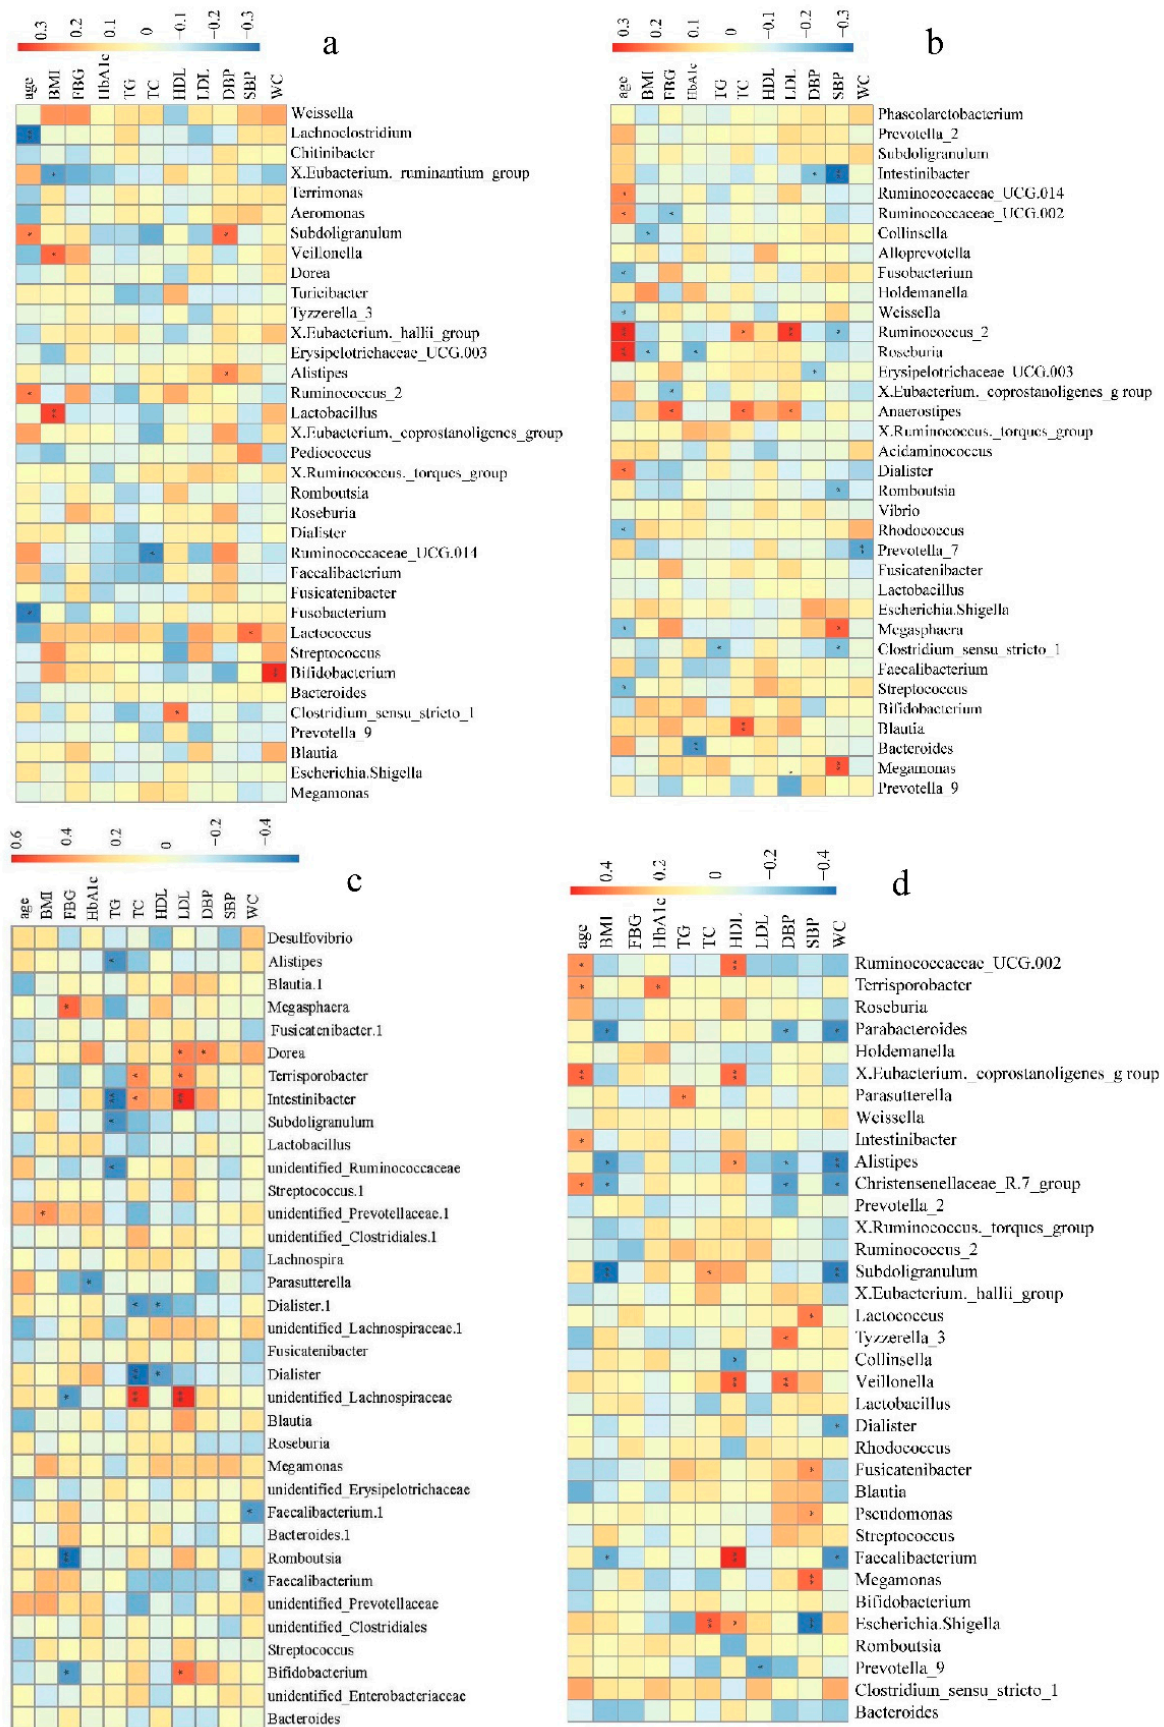 0.3 0.2 0.1 0 −0.1 −0.2 −0.3
a
age BMI FBG HbA1c TG TC HDL LDL DBP SBP WC
Weissella
Lachnoclostridium
Chitinibacter
X.Eubacterium._ruminantium_group
Terrimonas
Aeromonas
Subdoligranulum
Veillonella
Dorea
Turicibacter
Tyzzerella_3
X.Eubacterium._hallii_group
Erysipelotrichaceae_UCG.003
Alistipes
Ruminococcus_2
Lactobacillus
X.Eubacterium._coprostanoligenes_group
Pediococcus
X.Ruminococcus._torques_group
Romboutsia
Roseburia
Dialister
Ruminococcaceae_UCG.014
Faecalibacterium
Fusicatenibacter
Fusobacterium
Lactococcus
Streptococcus
Bifidobacterium
Bacteroides
Clostridium_sensu_stricto_1
Prevotella_9
Blautia
Escherichia.Shigella
Megamonas
0.3 0.2 0.1 0 −0.1 −0.2 −0.3
b
age BMI FBG HbA1c TG TC HDL LDL DBP SBP WC
Phascolarctobacterium
Prevotella_2
Subdoligranulum
Intestinibacter
Ruminococcaceae_UCG.014
Ruminococcaceae_UCG.002
Collinsella
Alloprevotella
Fusobacterium
Holdemanella
Weissella
Ruminococcus_2
Roseburia
Erysipelotrichaceae_UCG.003
X.Eubacterium._coprostanoligenes_g roup
Anaerostipes
X.Ruminococcus._torques_group
Acidaminococcus
Dialister
Romboutsia
Vibrio
Rhodococcus
Prevotella_7
Fusicatenibacter
Lactobacillus
Escherichia.Shigella
Megasphaera
Clostridium_sensu_stricto_1
Faecalibacterium
Streptococcus
Bifidobacterium
Blautia
Bacteroides
Megamonas
Prevotella_9
0.6 0.4 0.2 0 −0.2 −0.4
c
age BMI FBG HbA1c TG TC HDL LDL DBP SBP WC
Desulfovibrio
Alistipes
Blautia.1
Megasphaera
Fusicatenibacter.1
Dorea
Terrisporobacter
Intestinibacter
Subdoligranulum
Lactobacillus
unidentified_Ruminococcaceae
Streptococcus.1
unidentified_Prevotellaceae.1
unidentified_Clostridiales.1
Lachnospira
Parasutterella
Dialister.1
unidentified_Lachnospiraceae.1
Fusicatenibacter
Dialister
unidentified_Lachnospiraceae
Blautia
Roseburia
Megamonas
unidentified_Erysipelotrichaceae
Faecalibacterium.1
Bacteroides.1
Romboutsia
Faecalibacterium
unidentified_Prevotellaceae
unidentified_Clostridiales
Streptococcus
Bifidobacterium
unidentified_Enterobacteriaceae
Bacteroides
0.4 0.2 0 −0.2 −0.4
d
age BMI FBG HbA1c TG TC HDL LDL DBP SBP WC
Ruminococcaceae_UCG.002
Terrisporobacter
Roseburia
Parabacteroides
Holdemanella
X.Eubacterium._coprostanoligenes_g roup
Parasutterella
Weissella
Intestinibacter
Alistipes
Christensenellaceae_R.7_group
Prevotella_2
X.Ruminococcus._torques_group
Ruminococcus_2
Subdoligranulum
X.Eubacterium._hallii_group
Lactococcus
Tyzzerella_3
Collinsella
Veillonella
Lactobacillus
Dialister
Rhodococcus
Fusicatenibacter
Blautia
Pseudomonas
Streptococcus
Faecalibacterium
Megamonas
Bifidobacterium
Escherichia.Shigella
Romboutsia
Prevotella_9
Clostridium_sensu_stricto_1
Bacteroides